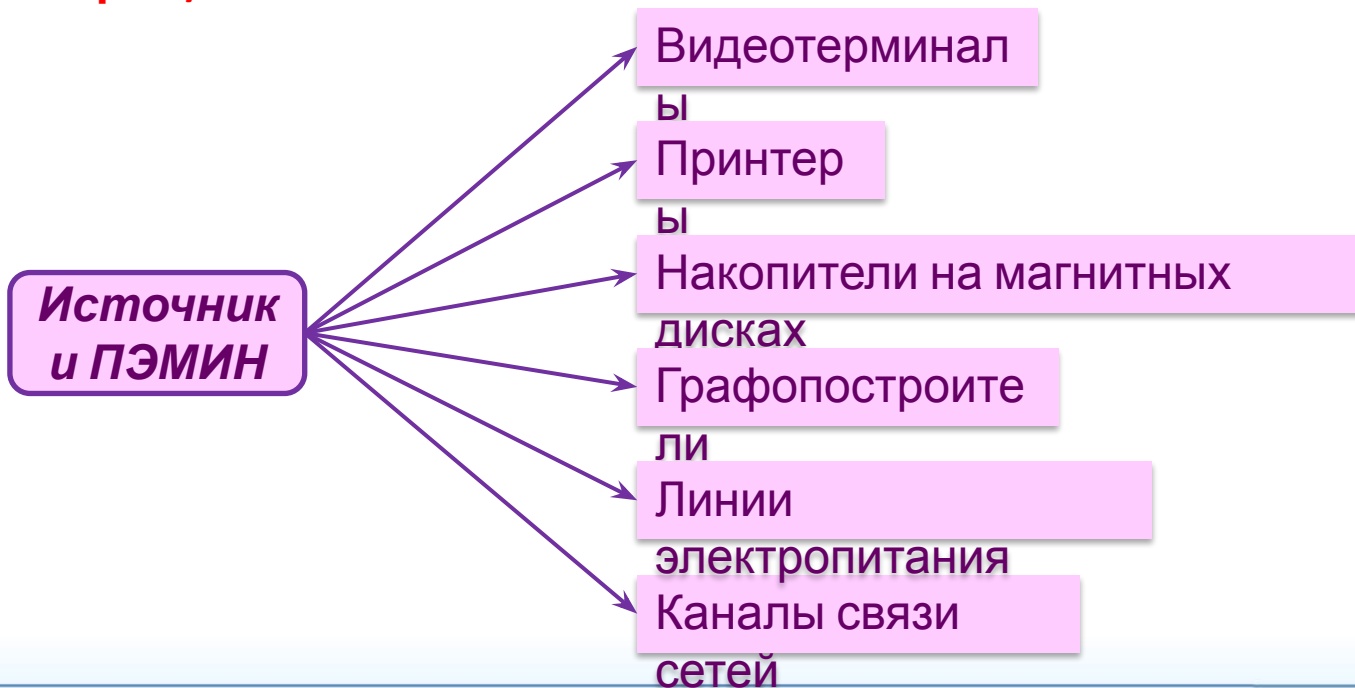 Видеотерминал
ы
Принтер
ы
Накопители на магнитных
дисках
Источник
и ПЭМИН
Графопостроите
ли
Линии
электропитания
Каналы связи
сетей